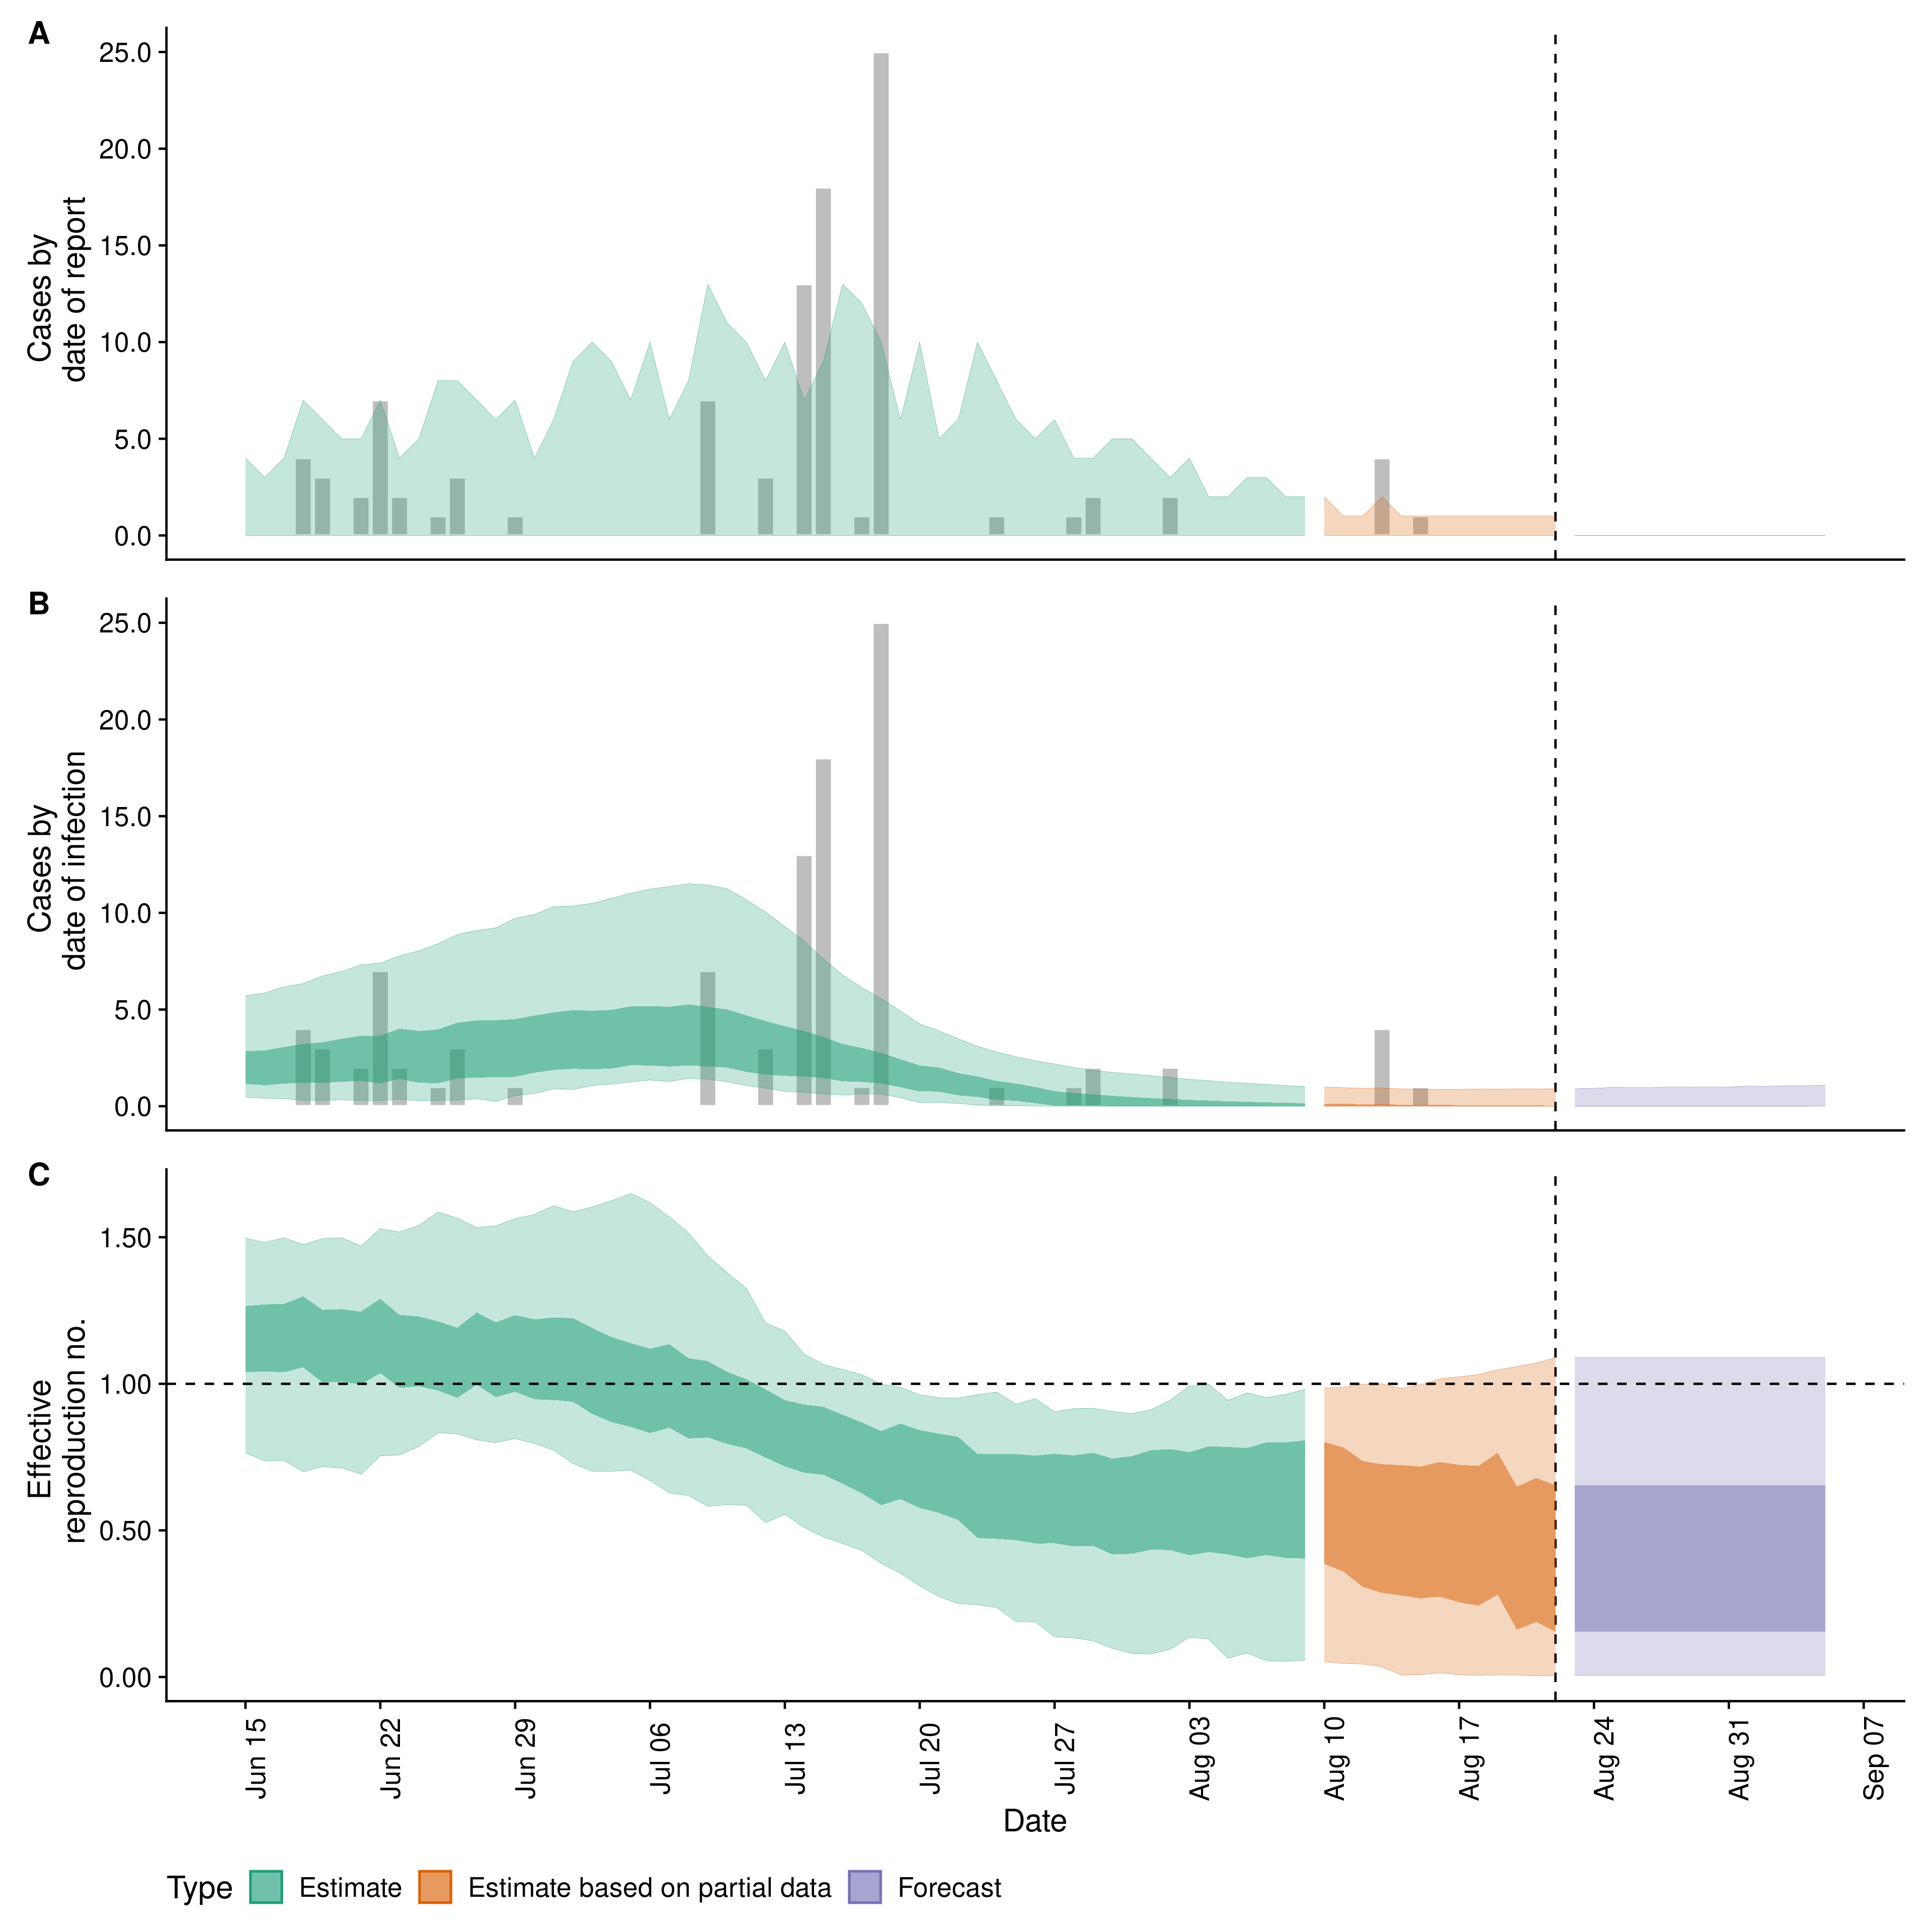 A
25.0
20.0
15.0
10.0
5.0
0.0
Cases by
date of report
B
25.0
20.0
15.0
10.0
5.0
0.0
Cases by
date of infection
C
1.50
1.00
0.50
0.00
Effective
reproduction no.
Jun 15
Jun 22
Jun 29
Jul 06
Jul 13
Jul 20
Jul 27
Aug 03
Aug 10
Aug 17
Aug 24
Aug 31
Sep 07
Date
Type Estimate Estimate based on partial data Forecast